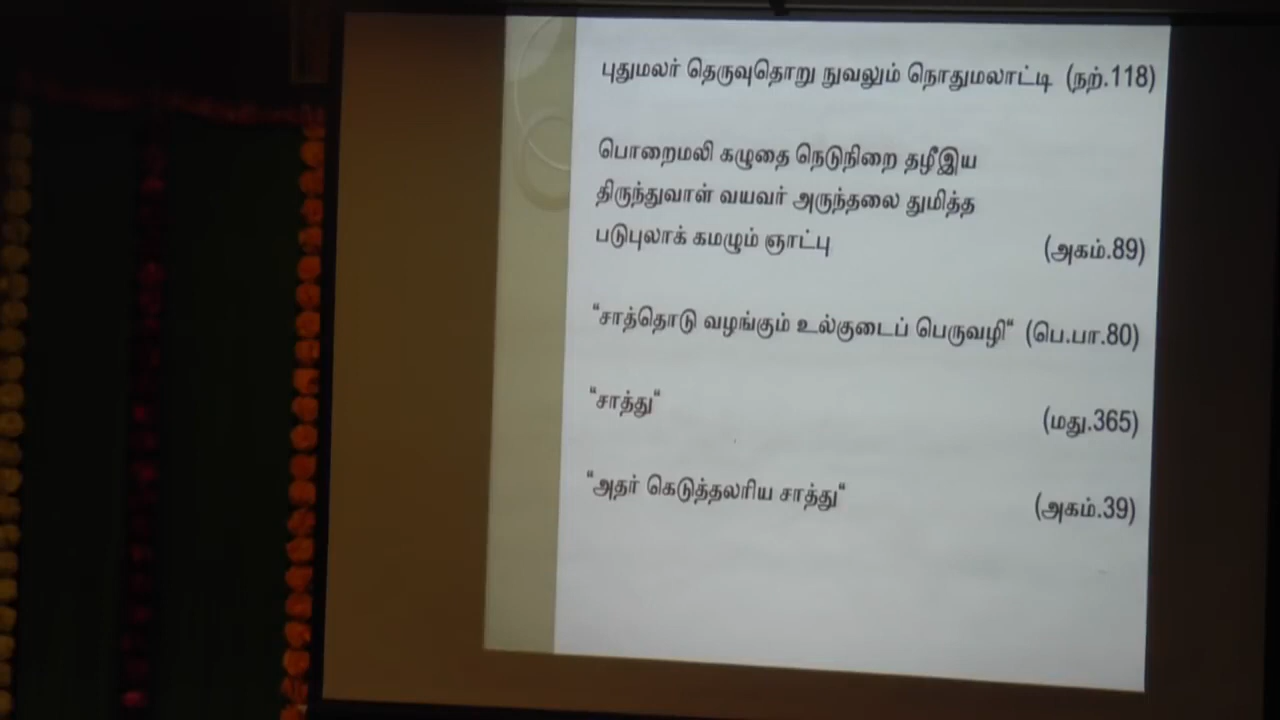 புதுமலர் தெருவுதொறு நுவலும் நொதுமலாட்டி (நற்.118)
பொறைமலி கழுதை நெடுநிறை தழீஇய
திருந்துவாள் வயவர் அருந்தலை துமித்த
படுபுலாக் கமழும் ஞாட்பு (அகம்.89)
“சாத்தொடு வழங்கும் உல்குடைப் பெருவழி“ (பெ.பா.80)
“சாத்து“ (மது.365)
“அதர் கெடுத்தலரிய சாத்து“ (அகம்.39)